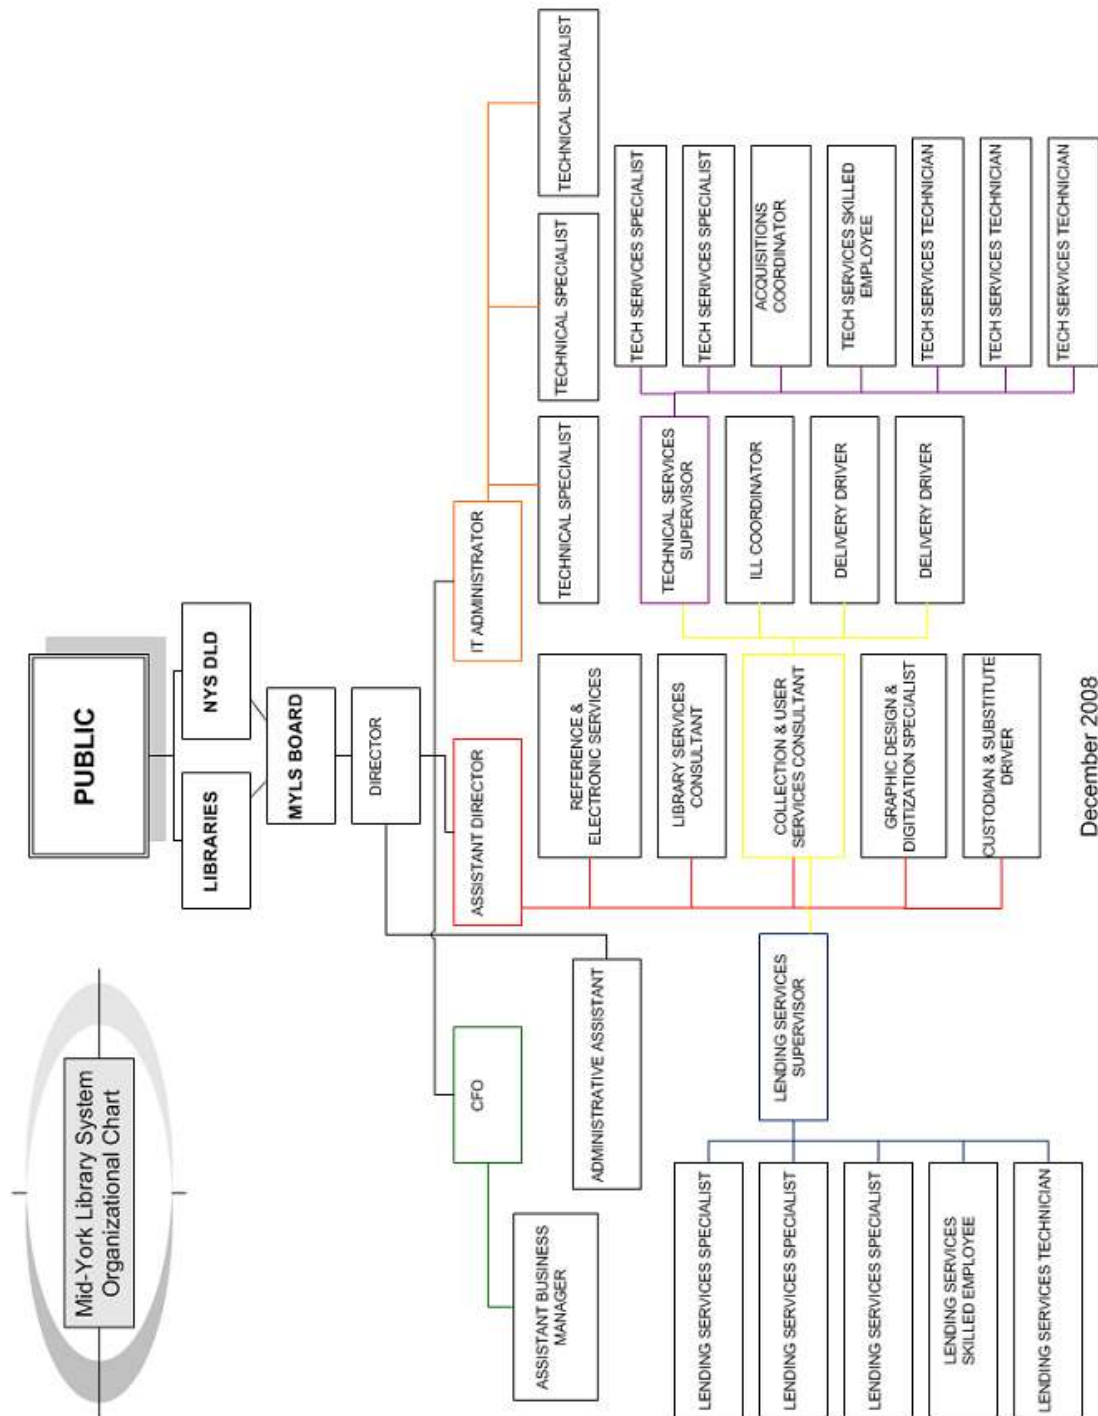 Mid-York Library System
Organizational Chart
PUBLIC
LIBRARIES
NYS DLD
MYLS BOARD
DIRECTOR
CFO
ASSISTANT DIRECTOR
IT ADMINISTRATOR
ASSISTANT BUSINESS
MANAGER
ADMINISTRATIVE ASSISTANT
REFERENCE &
ELECTRONIC SERVICES
TECHNICAL SPECIALIST
TECHNICAL SPECIALIST
TECHNICAL SPECIALIST
LIBRARY SERVICES
CONSULTANT
COLLECTION & USER
SERVICES CONSULTANT
GRAPHIC DESIGN &
DIGITIZATION SPECIALIST
CUSTODIAN & SUBSTITUTE
DRIVER
LENDING SERVICES
SUPERVISOR
LENDING SERVICES SPECIALIST
LENDING SERVICES SPECIALIST
LENDING SERVICES SPECIALIST
LENDING SERVICES
SKILLED EMPLOYEE
LENDING SERVICES TECHNICIAN
TECHNICAL SERVICES
SUPERVISOR
ILL COORDINATOR
DELIVERY DRIVER
DELIVERY DRIVER
TECH SERIVCES SPECIALIST
TECH SERIVCES SPECIALIST
ACQUISITIONS
COORDINATOR
TECH SERVICES SKILLED
EMPLOYEE
TECH SERVICES TECHNICIAN
TECH SERVICES TECHNICIAN
TECH SERVICES TECHNICIAN
December 2008